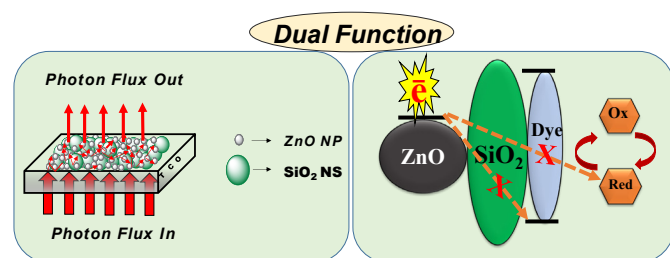 Dual Function
Photon Flux Out
ZnO NP
SiO₂ NS
TCO
Photon Flux In
ē
ZnO
SiO₂
X
Dye
X
Ox
Red